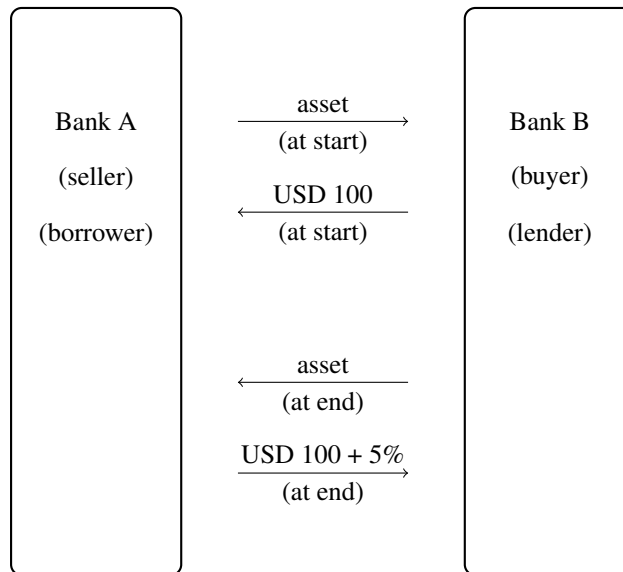 Bank A
(seller)
(borrower)
asset
(at start)
USD 100
(at start)
asset
(at end)
USD 100 + 5%
(at end)
Bank B
(buyer)
(lender)